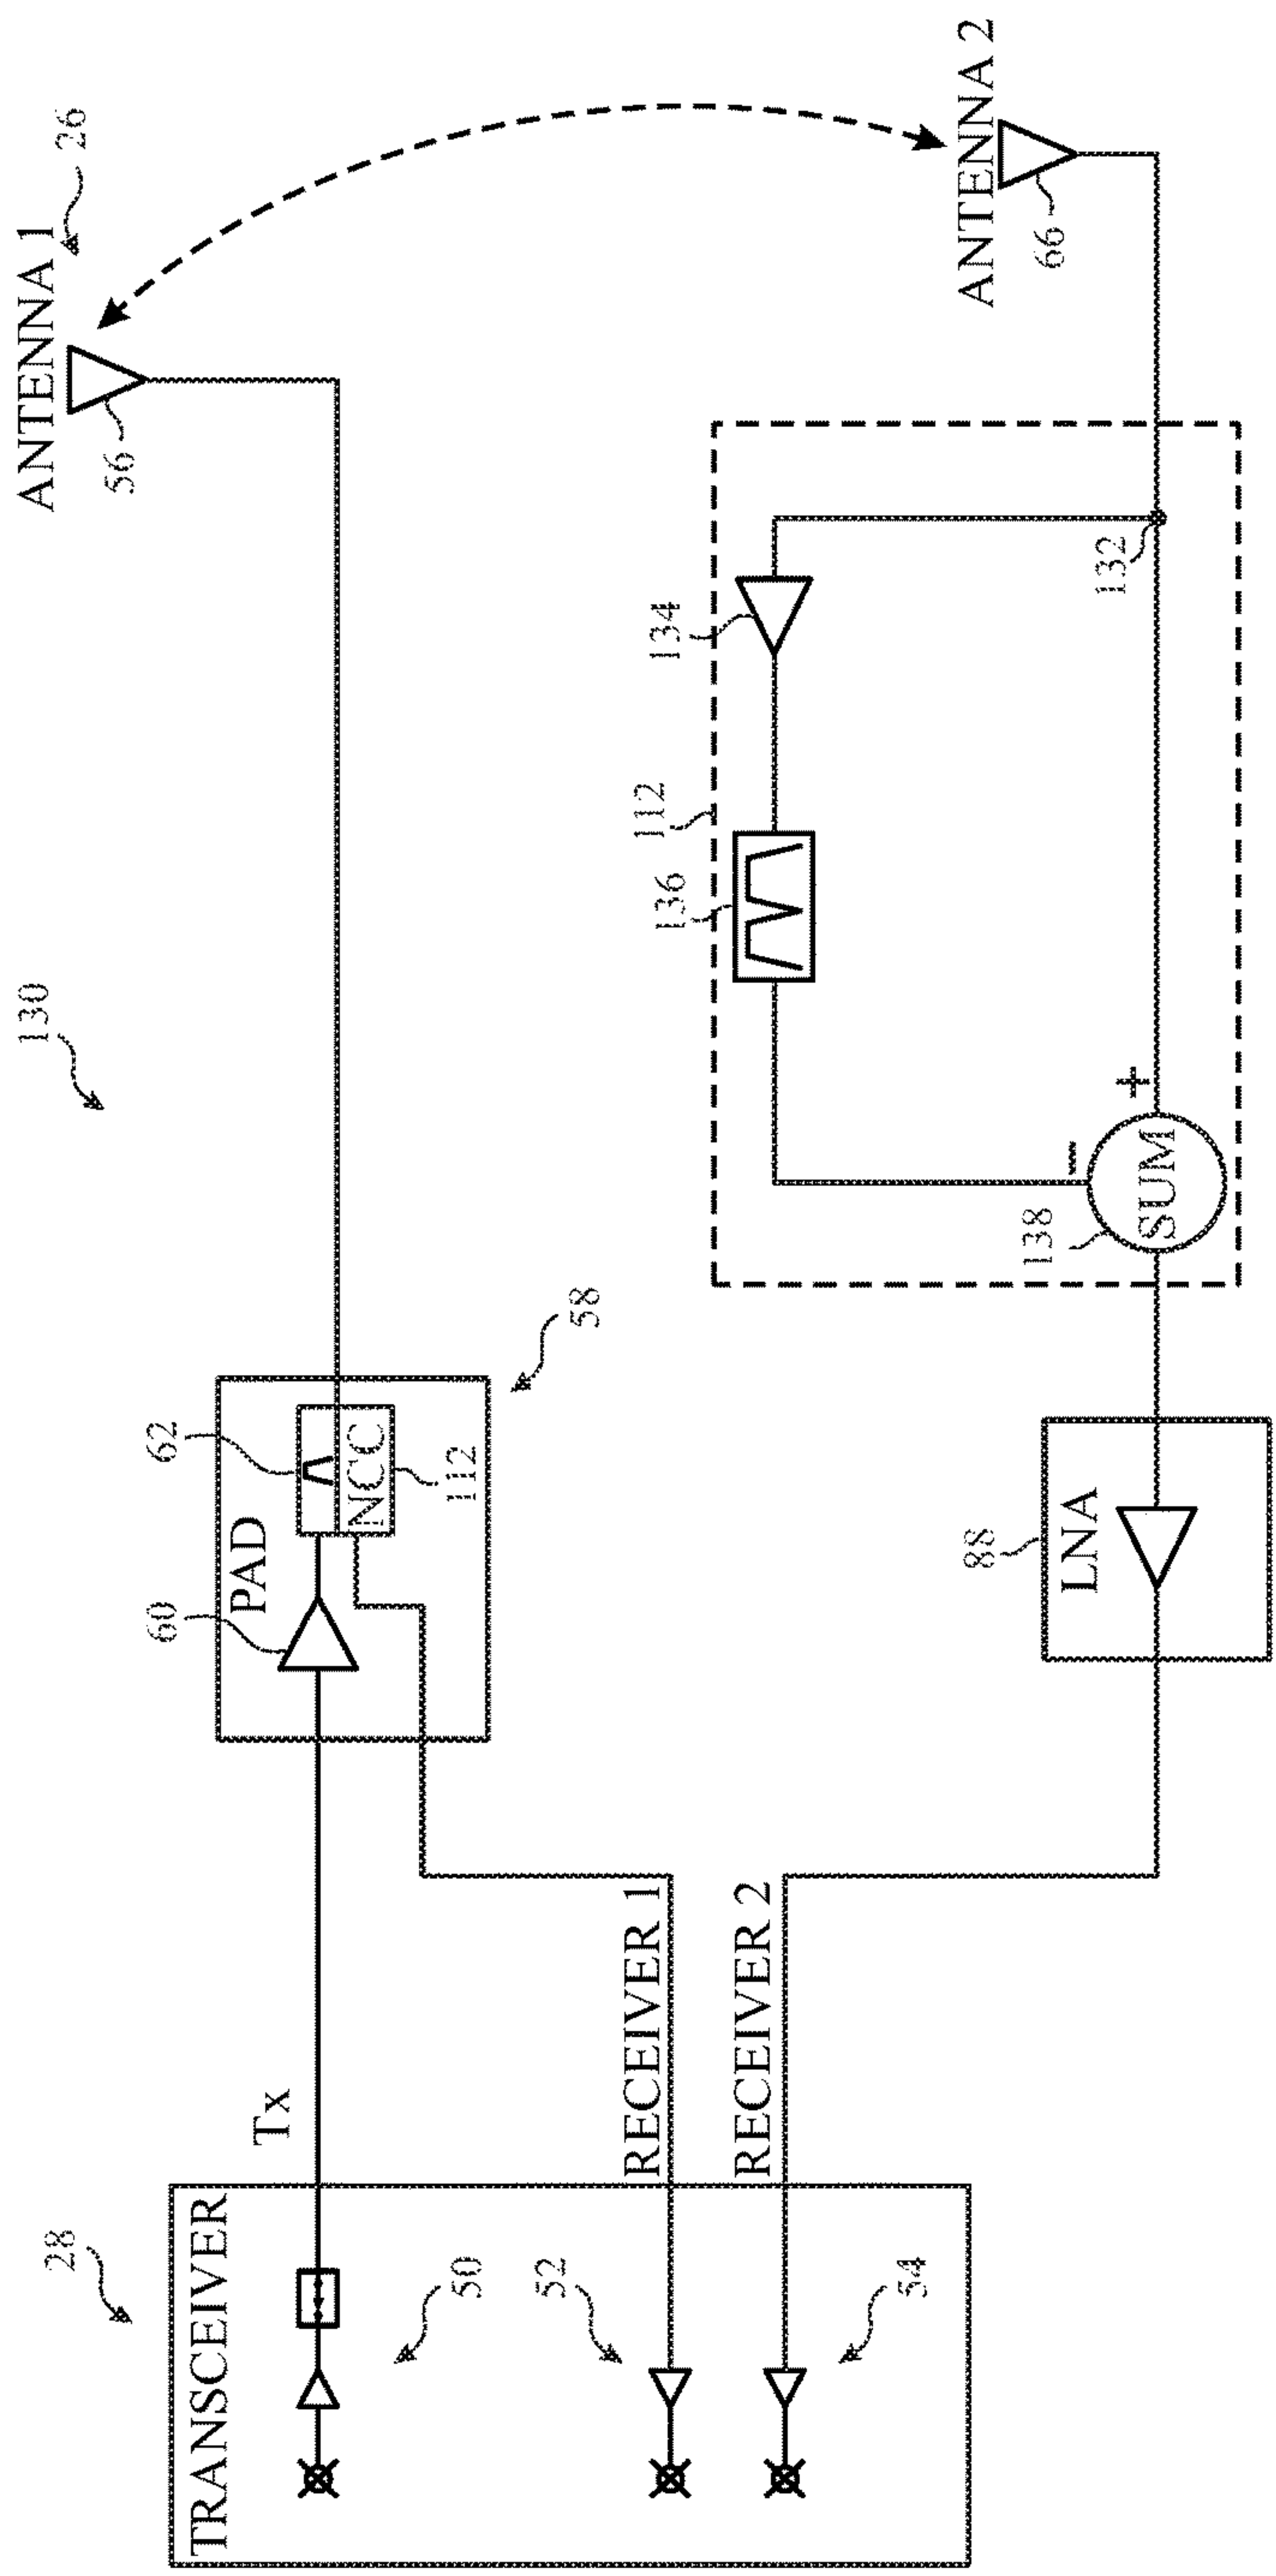 130
26
ANTENNA 1
56
28
TRANSCEIVER
50
Tx
60
PAD
62
NCC
112
58
52
RECEIVER 1
54
RECEIVER 2
112
134
136
132
138
SUM
+
−
88
LNA
ANTENNA 2
66